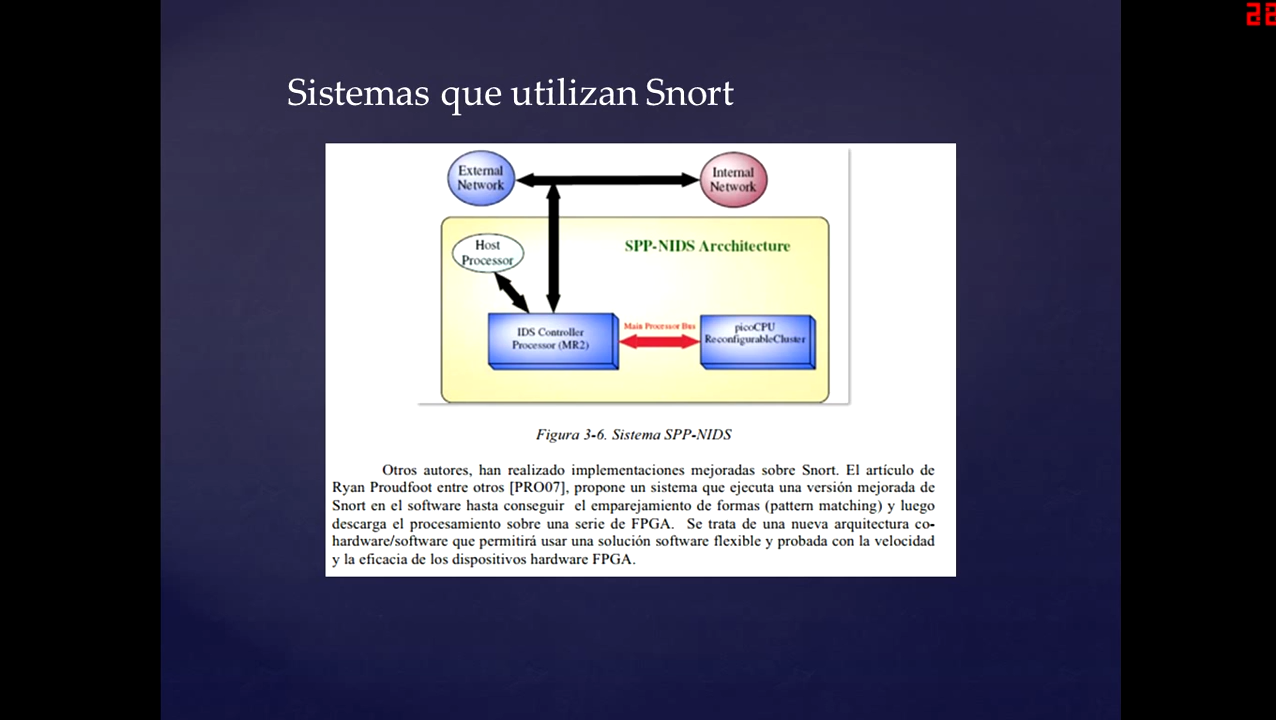 28
Sistemas que utilizan Snort
External
Network
Internal
Network
Host
Processor
SPP-NIDS Arcchitecture
IDS Controller
Processor (MR2)
Main Processor Bus
picoCPU
ReconfigurableCluster
Figura 3-6. Sistema SPP-NIDS
Otros autores, han realizado implementaciones mejoradas sobre Snort. El artículo de
Ryan Proudfoot entre otros [PRO07], propone un sistema que ejecuta una versión mejorada de
Snort en el software hasta conseguir el emparejamiento de formas (pattern matching) y luego
descarga el procesamiento sobre una serie de FPGA. Se trata de una nueva arquitectura co-
hardware/software que permitirá usar una solución software flexible y probada con la velocidad
y la eficacia de los dispositivos hardware FPGA.